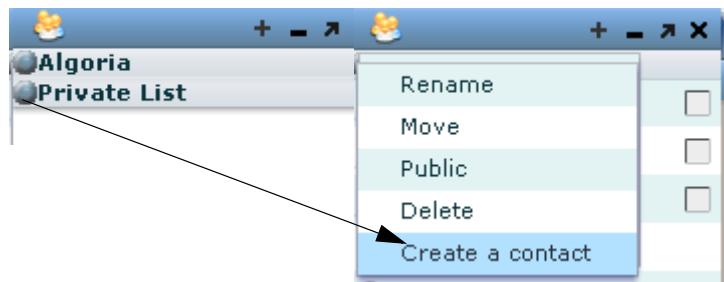 Algoria
Private List
Rename
Move
Public
Delete
Create a contact